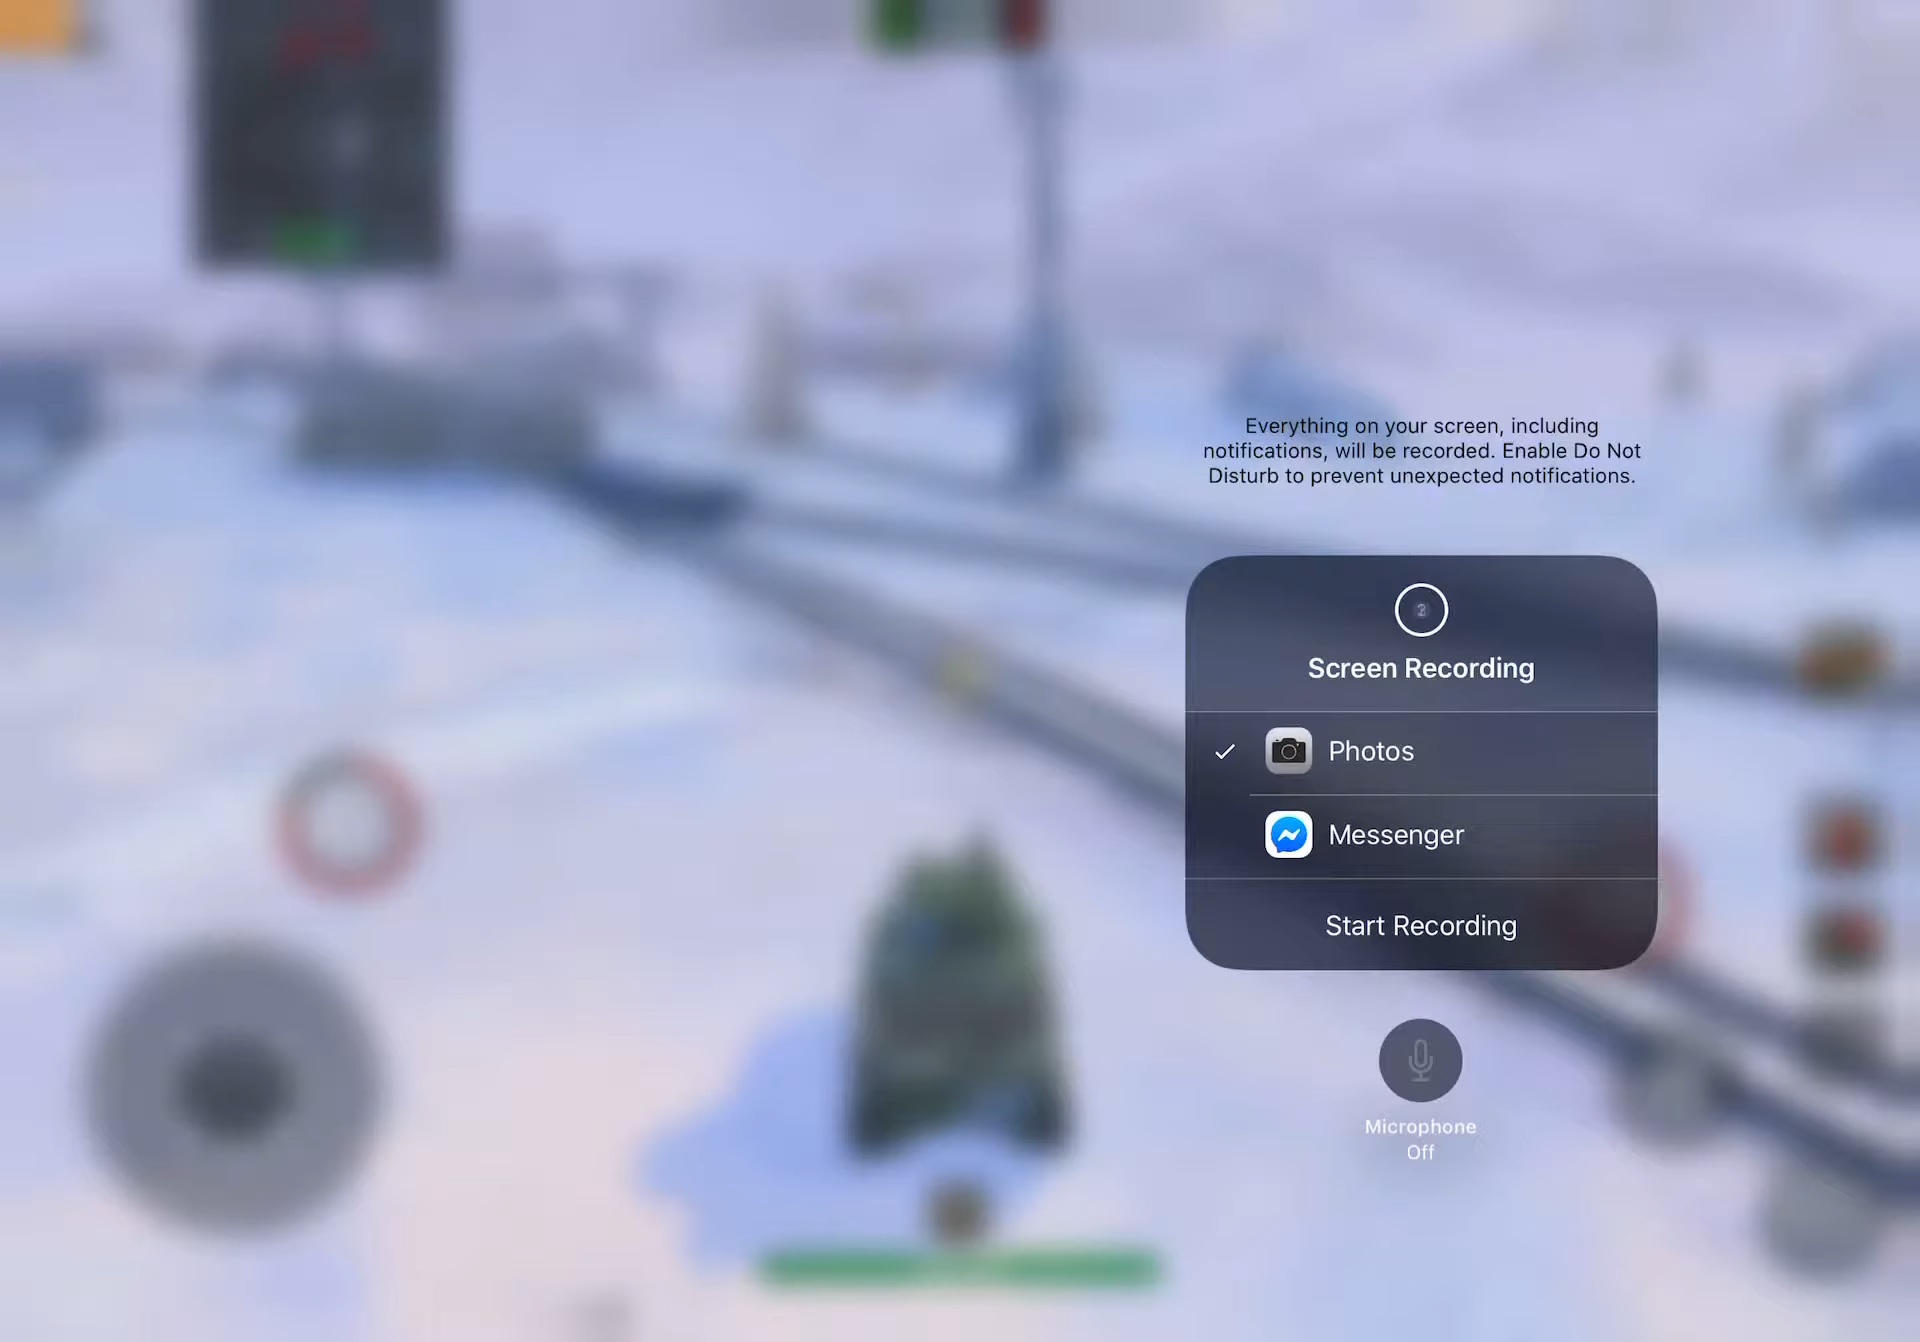 Everything on your screen, including
notifications, will be recorded. Enable Do Not
Disturb to prevent unexpected notifications.
Screen Recording
Photos
Messenger
Start Recording
Microphone
Off